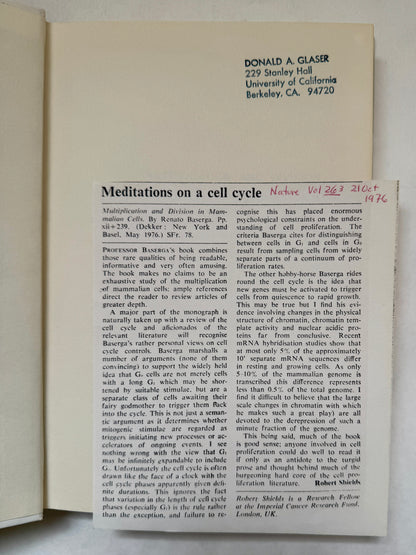 DONALD A. GLASER
229 Stanley Hall
University of California
Berkeley, CA. 94720
Meditations on a cell cycle
Nature Vol 263 21 Oct
1976
Multiplication and Division in Mam-
malian Cells. By Renato Baserga. Pp.
xii+239. (Dekker: New York and
Basel, May 1976.) SFr. 78.
PROFESSOR BASERGA'S book combines
those rare qualities of being readable,
informative and very often amusing.
The book makes no claims to be an
exhaustive study of the multiplication
of mammalian cells: ample references
direct the reader to review articles of
greater depth.
A major part of the monograph is
naturally taken up with a review of the
cell cycle and aficionados of the
relevant literature will recognise
Baserga's rather personal views on cell
cycle controls. Baserga marshalls a
number of arguments (none of them
convincing) to support the widely held
idea that G₀ cells are not merely cells
with a long G₁ which may be shor-
tened by suitable stimulae, but are a
separate class of cells awaiting their
fairy godmother to trigger them back
into the cycle. This is not just a seman-
tic argument as it determines whether
mitogenic stimulae are regarded as
triggers initiating new processes or ac-
celerators of ongoing events. I see
nothing wrong with the view that G₁
may be infinitely expandable to include
G₀. Unfortunately the cell cycle is often
drawn like the face of a clock with the
cell cycle phases apparently given defi-
nite durations. This ignores the fact
that variation in the length of cell cycle
phases (especially G₁) is the rule rather
than the exception, and failure to re-
cognise this has placed enormous
psychological constraints on the under-
standing of cell proliferation. The
criteria Baserga cites for distinguishing
between cells in G₁ and cells in G₀
result from sampling cells from widely
separate parts of a continuum of pro-
liferation rates.
The other hobby-horse Baserga rides
round the cell cycle is the idea that
new genes must be activated to trigger
cells from quiescence to rapid growth.
This may be true but I find his evi-
dence involving changes in the physical
structure of chromatin, chromatin tem-
plate activity and nuclear acidic pro-
teins far from conclusive. Recent
mRNA hybridisation studies show that
at most only 5% of the approximately
10⁴ separate mRNA sequences differ
in resting and growing cells. As only
5-10% of the mammalian genome is
transcribed this difference represents
less than 0.5% of the total genome. I
find it difficult to believe that the large
scale changes in chromatin with which
he makes such a great play) are all
devoted to the derepression of such a
minute fraction of the genome.
This being said, much of the book
is good sense; anyone involved in cell
proliferation could do well to read it
if only as an antidote to the turgid
prose and thought behind much of the
burgeoning hard core of the cell pro-
liferation literature. Robert Shields
Robert Shields is a Research Fellow
at the Imperial Cancer Research Fund,
London, UK.